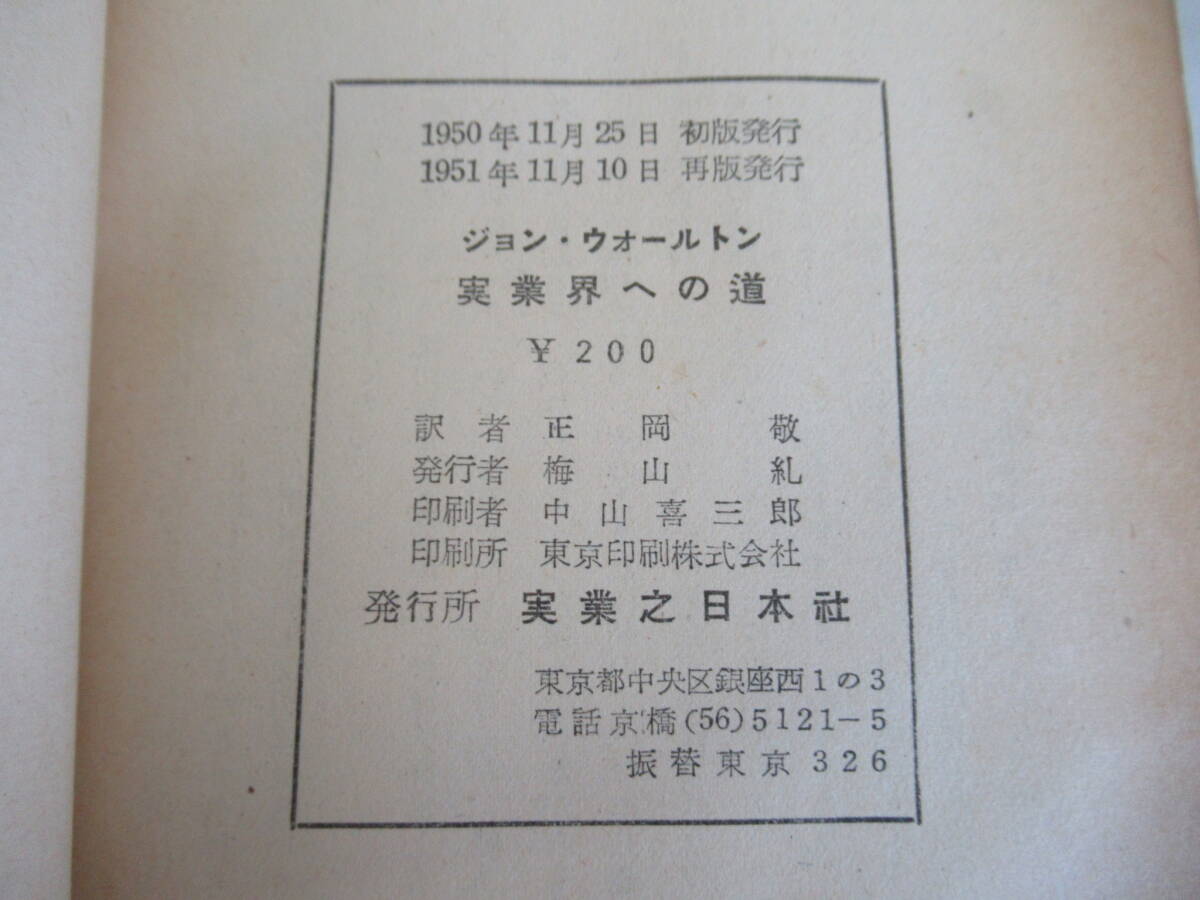 1950年11月25日 初版発行
1951年11月10日 再版発行
ジョン・ウォールトン
実業界への道
¥200
訳者 正岡敬
発行者 梅山糺
印刷者 中山喜三郎
印刷所 東京印刷株式会社
発行所 実業之日本社
東京都中央区銀座西1の3
電話京橋(56)5121-5
振替東京326